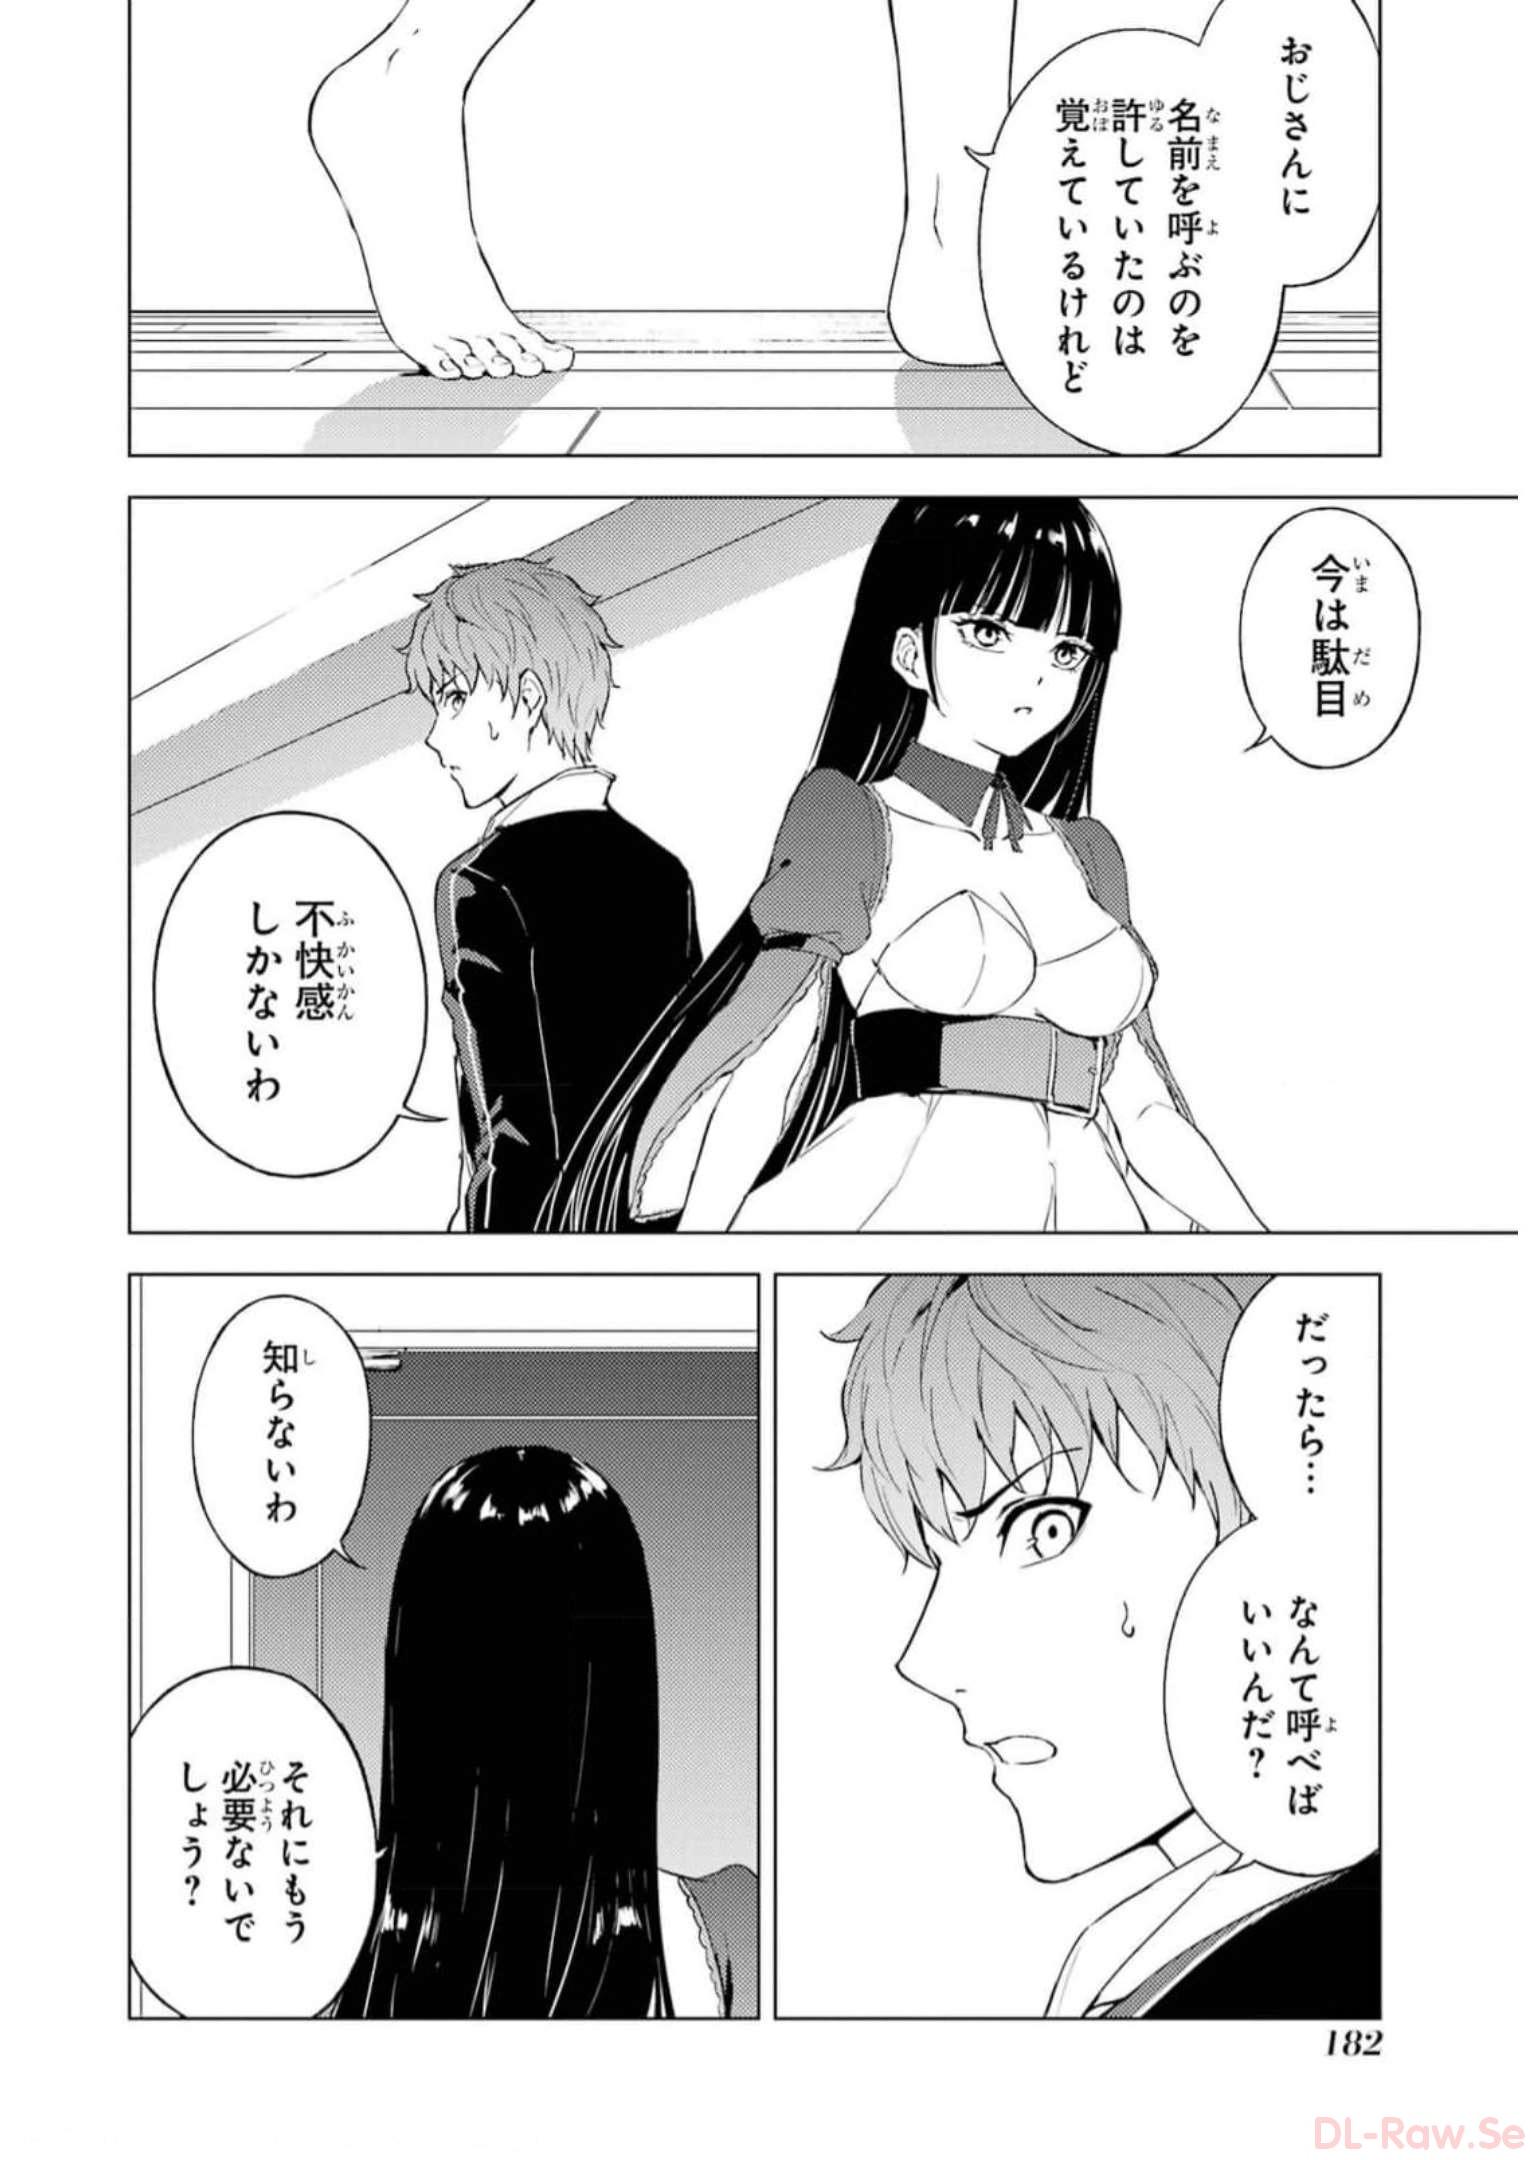 おじさんに
名前を呼ぶのを
許していたのは
覚えているけれど
今は駄目
不快感
しかないわ
だったら…
なんて呼べば
いいんだ？
知らないわ
それにもう
必要ないで
しょう？
182
DL-Raw.Se